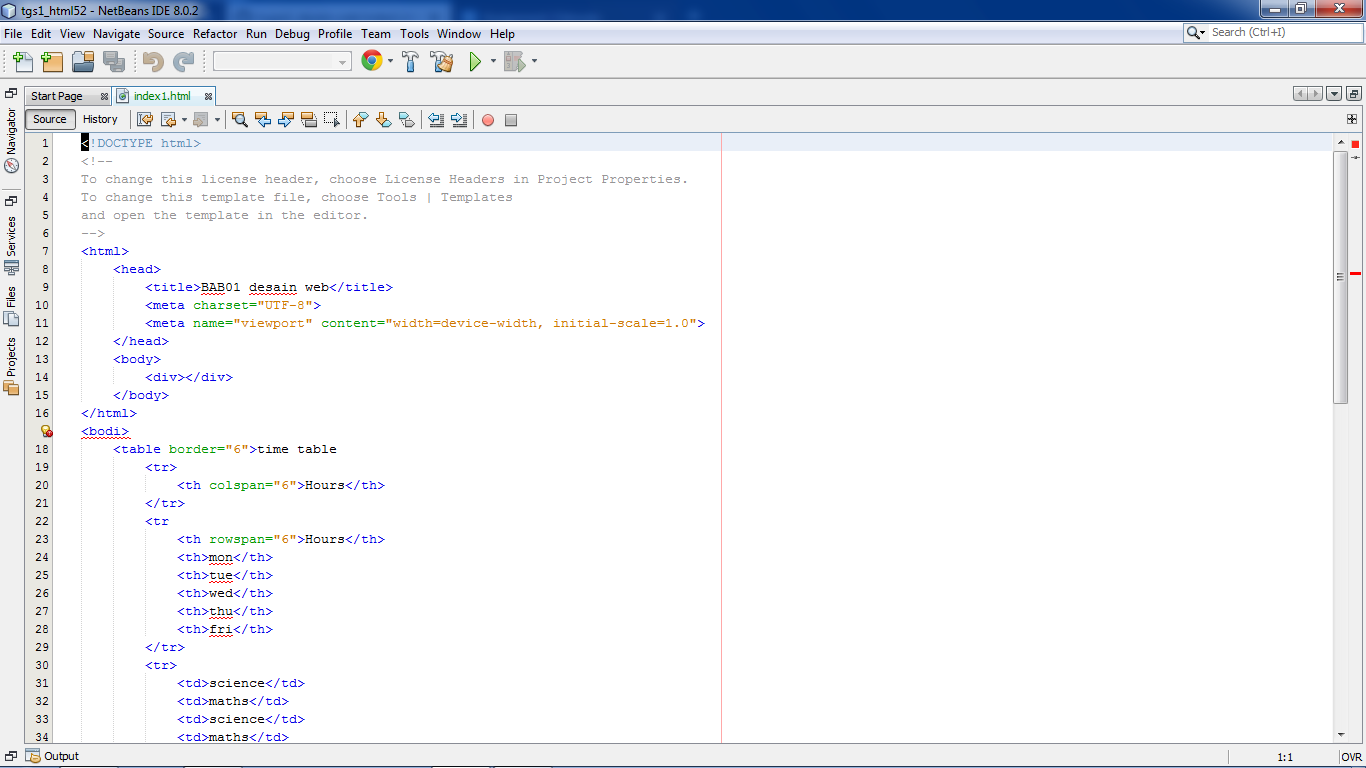 tgs1_html52 - NetBeans IDE 8.0.2
File Edit View Navigate Source Refactor Run Debug Profile Team Tools Window Help
Search (Ctrl+I)
Start Page index1.html
Source History
Navigator
Services
Files
Projects
1 <!DOCTYPE html>
2 <!--
3 To change this license header, choose License Headers in Project Properties.
4 To change this template file, choose Tools | Templates
5 and open the template in the editor.
6 -->
7 <html>
8 <head>
9 <title>BAB01 desain web</title>
10 <meta charset="UTF-8">
11 <meta name="viewport" content="width=device-width, initial-scale=1.0">
12 </head>
13 <body>
14 <div></div>
15 </body>
16 </html>
<bodi>
18 <table border="6">time table
19 <tr>
20 <th colspan="6">Hours</th>
21 </tr>
22 <tr
23 <th rowspan="6">Hours</th>
24 <th>mon</th>
25 <th>tue</th>
26 <th>wed</th>
27 <th>thu</th>
28 <th>fri</th>
29 </tr>
30 <tr>
31 <td>science</td>
32 <td>maths</td>
33 <td>science</td>
34 <td>maths</td>
Output
1:1
OVR